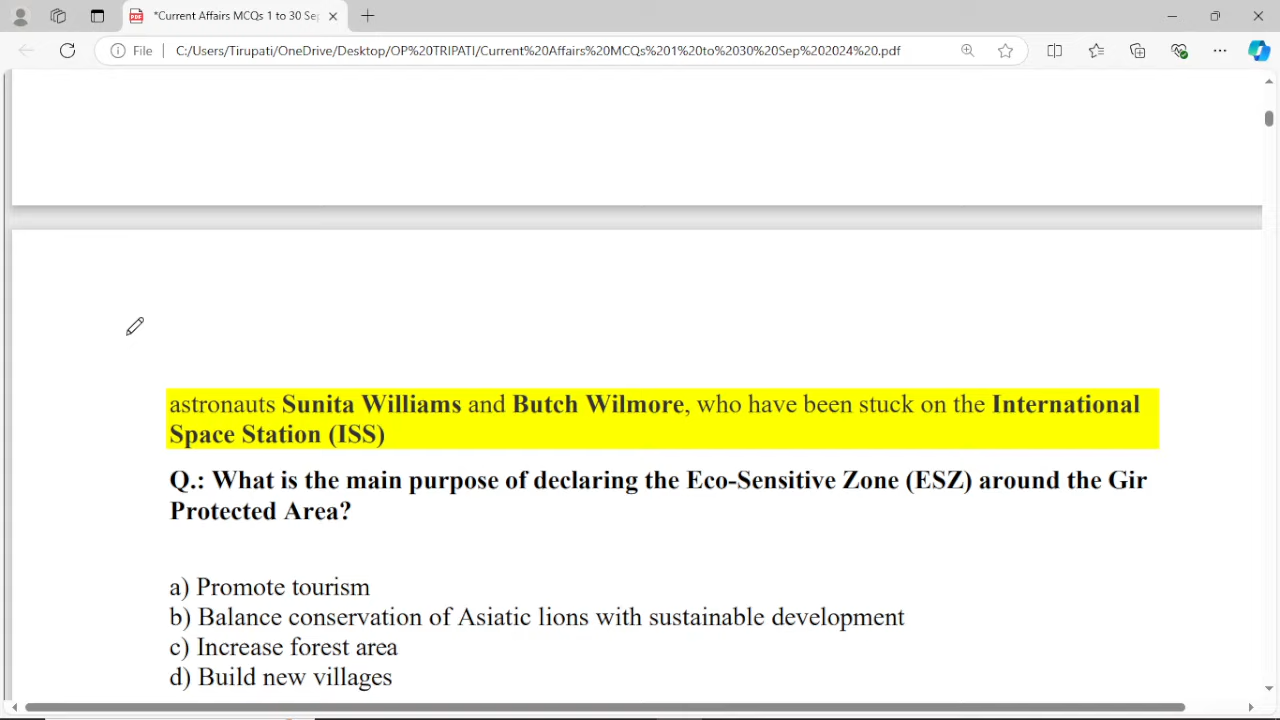 *Current Affairs MCQs 1 to 30 Sep
File
C:/Users/Tirupati/OneDrive/Desktop/OP%20TRIPATI/Current%20Affairs%20MCQs%201%20to%2030%20Sep%202024%20.pdf
astronauts Sunita Williams and Butch Wilmore, who have been stuck on the International
Space Station (ISS)
Q.: What is the main purpose of declaring the Eco-Sensitive Zone (ESZ) around the Gir
Protected Area?
a) Promote tourism
b) Balance conservation of Asiatic lions with sustainable development
c) Increase forest area
d) Build new villages